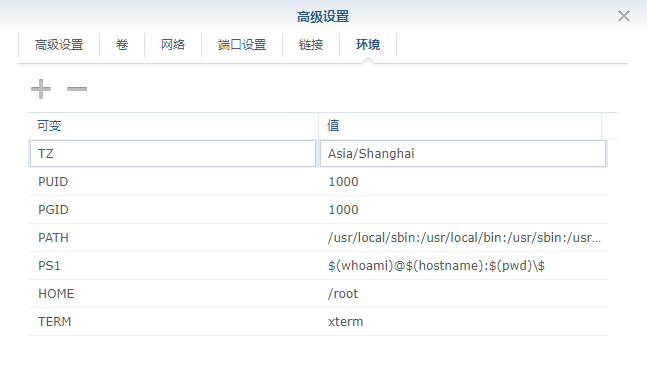 高级设置
高级设置 卷 网络 端口设置 链接 环境
可变 值
TZ Asia/Shanghai
PUID 1000
PGID 1000
PATH /usr/local/sbin:/usr/local/bin:/usr/sbin:/usr...
PS1 $(whoami)@$(hostname):$(pwd)\$
HOME /root
TERM xterm